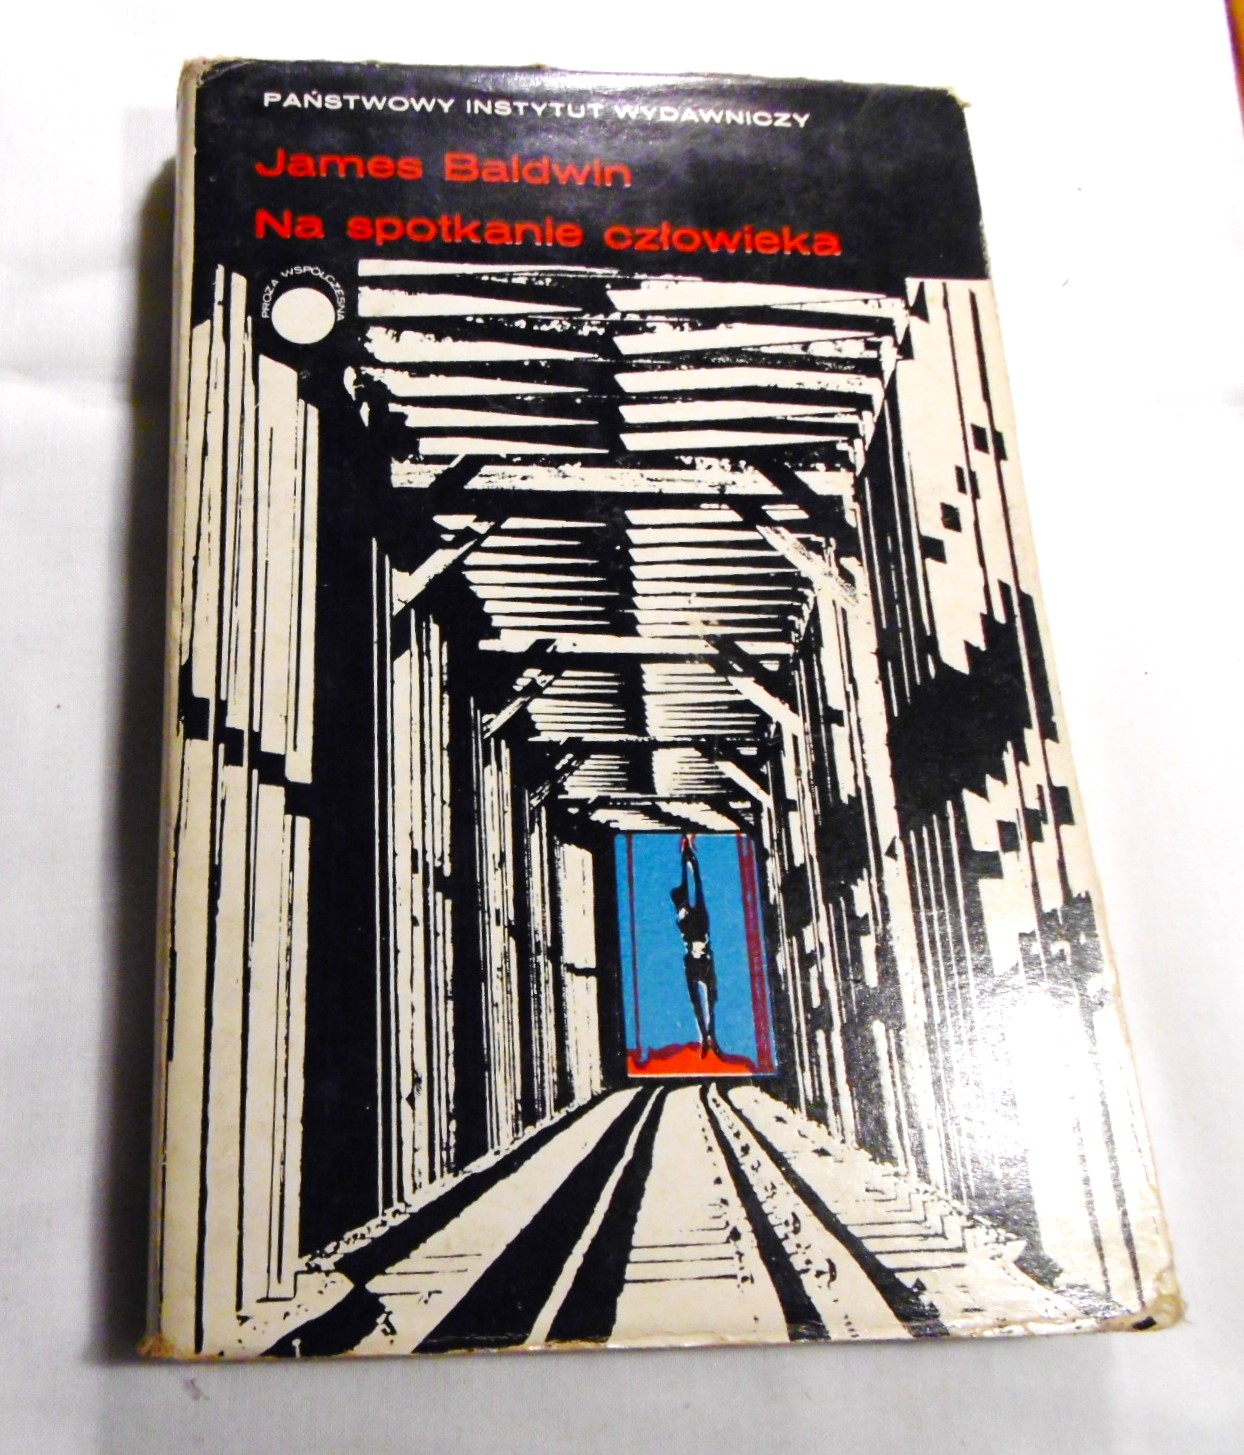 PAŃSTWOWY INSTYTUT WYDAWNICZY
James Baldwin
Na spotkanie człowieka
PROZA WSPÓŁCZESNA